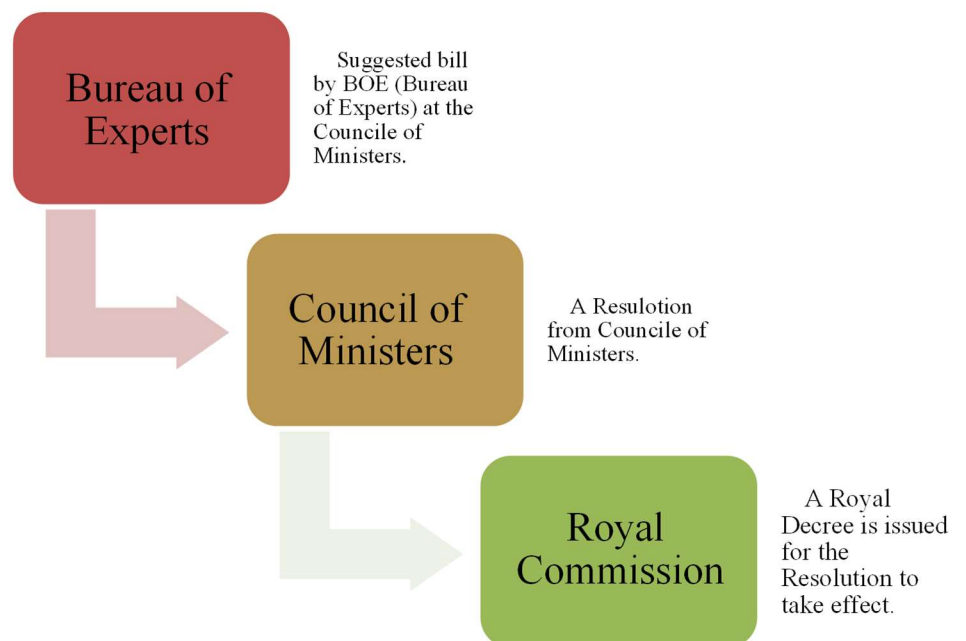 Bureau of
Experts
Suggested bill
by BOE (Bureau
of Experts) at the
Councile of
Ministers.
Council of
Ministers
A Resulotion
from Councile of
Ministers.
Royal
Commission
A Royal
Decree is issued
for the
Resolution to
take effect.